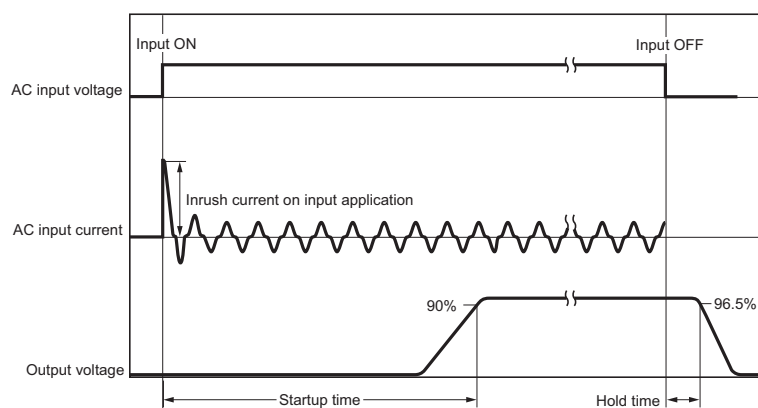 Input ON
Input OFF
AC input voltage
Inrush current on input application
AC input current
90%
96.5%
Output voltage
Startup time
Hold time